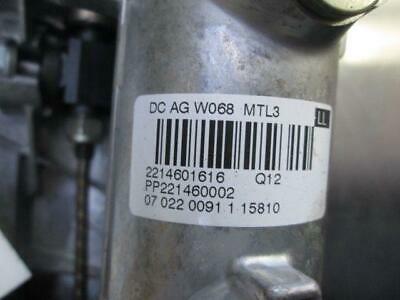 DC AG W068 MTL3
LL
2214601616 Q12
PP221460002
07 022 0091 1 15810